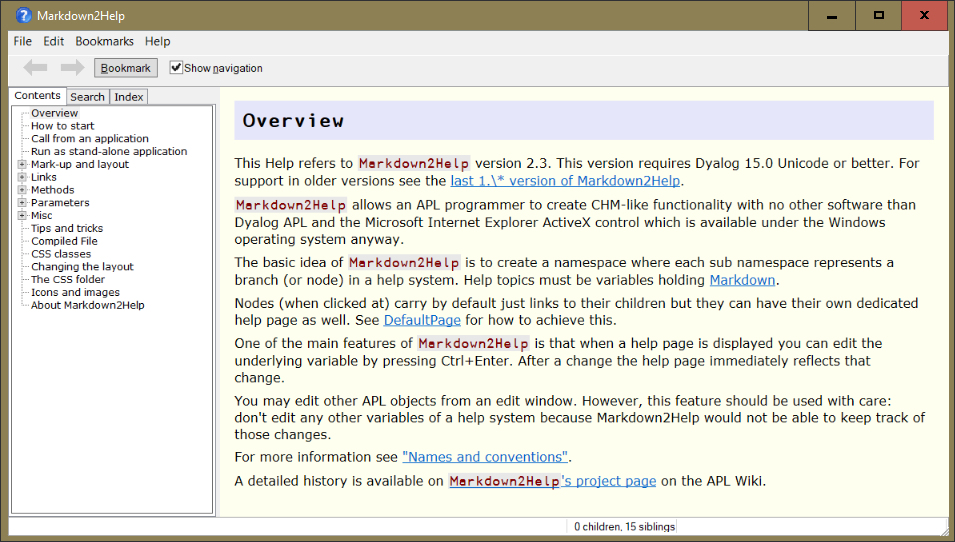 Markdown2Help
File Edit Bookmarks Help
Bookmark Show navigation
Contents Search Index
Overview
How to start
Call from an application
Run as stand-alone application
Mark-up and layout
Links
Methods
Parameters
Misc
Tips and tricks
Compiled File
CSS classes
Changing the layout
The CSS folder
Icons and images
About Markdown2Help
Overview
This Help refers to Markdown2Help version 2.3. This version requires Dyalog 15.0 Unicode or better. For
support in older versions see the last 1.\* version of Markdown2Help.
Markdown2Help allows an APL programmer to create CHM-like functionality with no other software than
Dyalog APL and the Microsoft Internet Explorer ActiveX control which is available under the Windows
operating system anyway.
The basic idea of Markdown2Help is to create a namespace where each sub namespace represents a
branch (or node) in a help system. Help topics must be variables holding Markdown.
Nodes (when clicked at) carry by default just links to their children but they can have their own dedicated
help page as well. See DefaultPage for how to achieve this.
One of the main features of Markdown2Help is that when a help page is displayed you can edit the
underlying variable by pressing Ctrl+Enter. After a change the help page immediately reflects that
change.
You may edit other APL objects from an edit window. However, this feature should be used with care:
don't edit any other variables of a help system because Markdown2Help would not be able to keep track of
those changes.
For more information see "Names and conventions".
A detailed history is available on Markdown2Help's project page on the APL Wiki.
0 children, 15 siblings